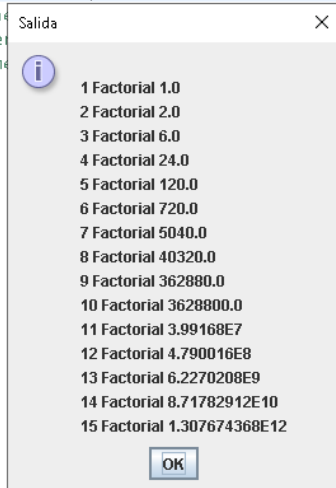 Salida
1 Factorial 1.0
2 Factorial 2.0
3 Factorial 6.0
4 Factorial 24.0
5 Factorial 120.0
6 Factorial 720.0
7 Factorial 5040.0
8 Factorial 40320.0
9 Factorial 362880.0
10 Factorial 3628800.0
11 Factorial 3.99168E7
12 Factorial 4.790016E8
13 Factorial 6.2270208E9
14 Factorial 8.71782912E10
15 Factorial 1.307674368E12
OK